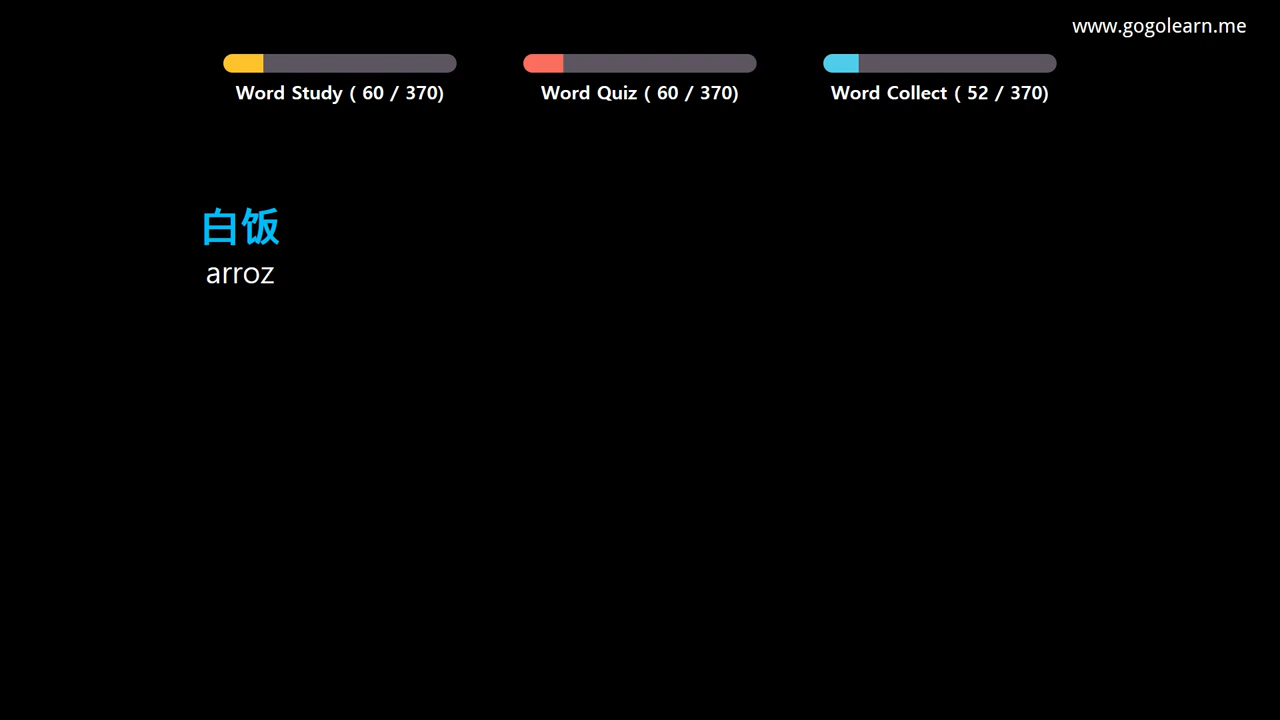 www.gogolearn.me
Word Study ( 60 / 370)
Word Quiz ( 60 / 370)
Word Collect ( 52 / 370)
白饭
arroz